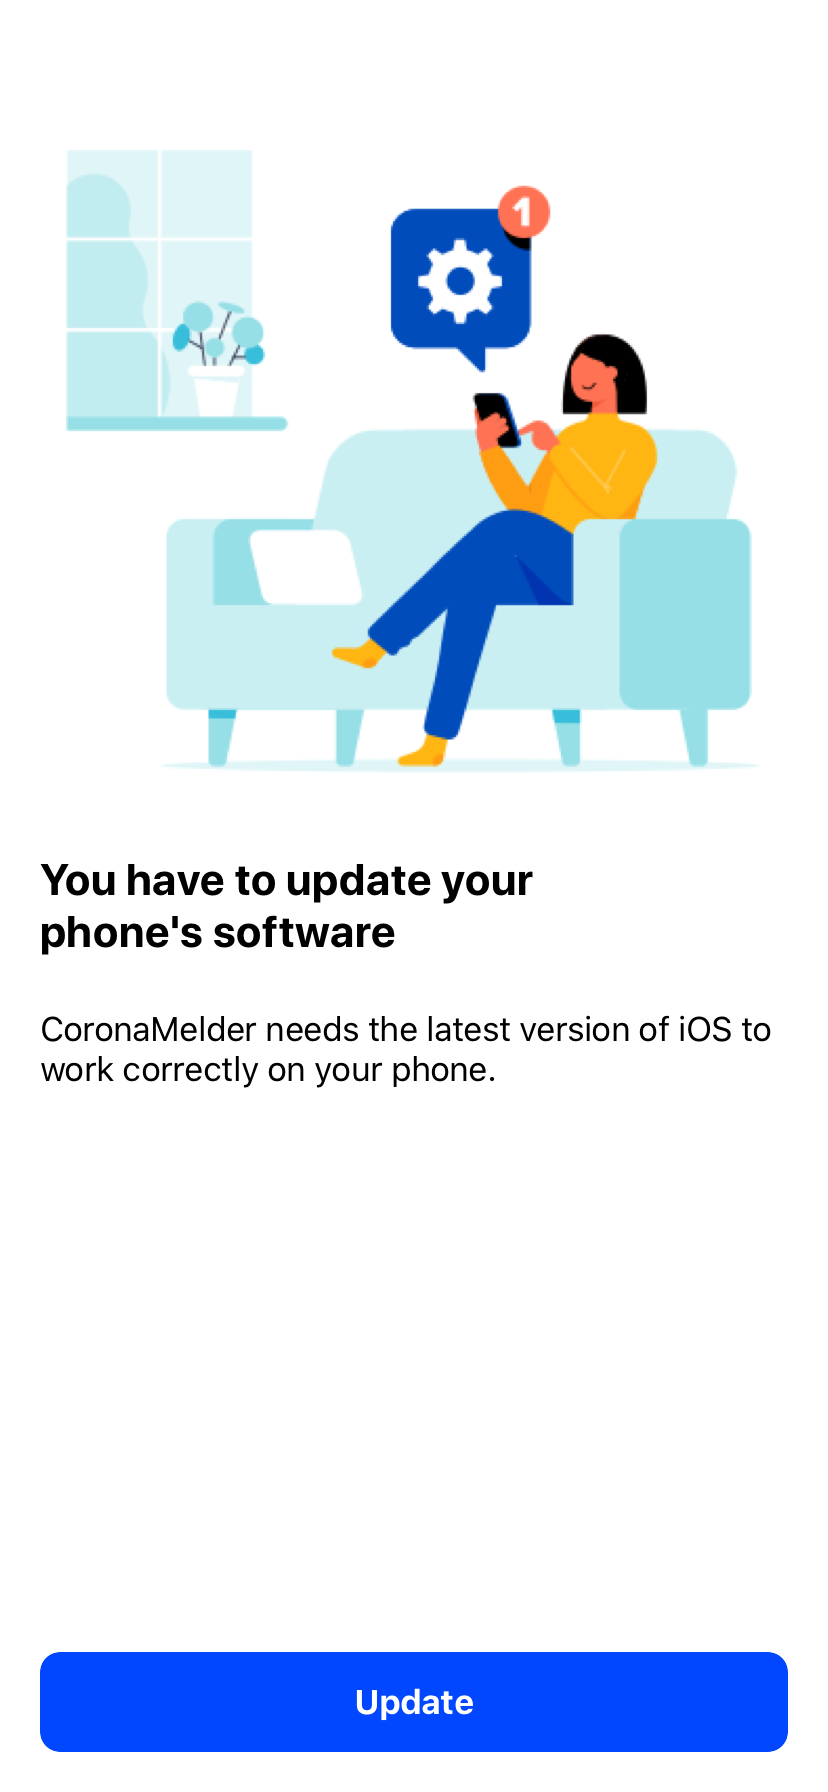 1
You have to update your
phone's software
CoronaMelder needs the latest version of iOS to
work correctly on your phone.
Update